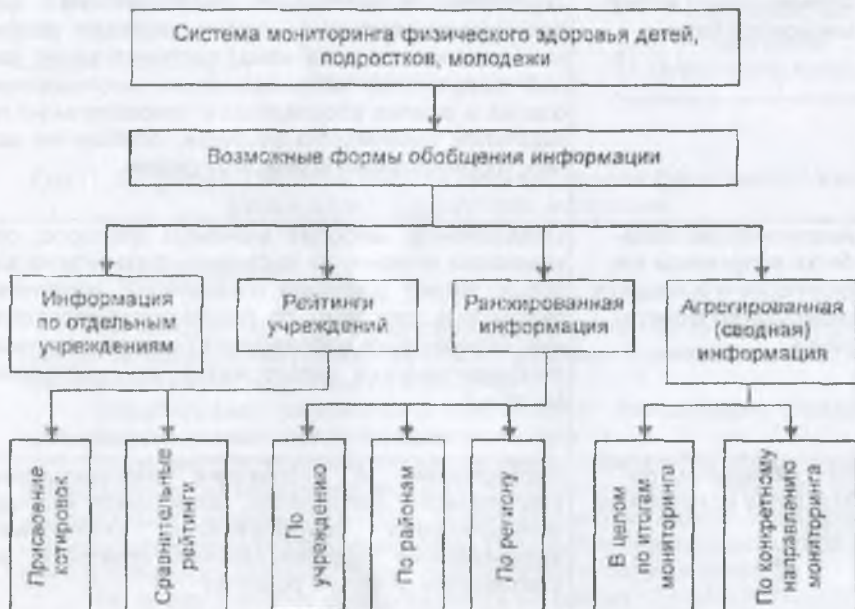 Система мониторинга физического здоровья детей,
подростков, молодежи
Возможные формы обобщения информации
Информация
по отдельным
учреждениям
Рейтинги
учреждений
Ранжированная
информация
Агрегированная
(сводная)
информация
Присвоение
котировок
Сравнительные
рейтинги
По
учреждению
По районам
По региону
В целом
по итогам
мониторинга
По конкретному
направлению
мониторинга